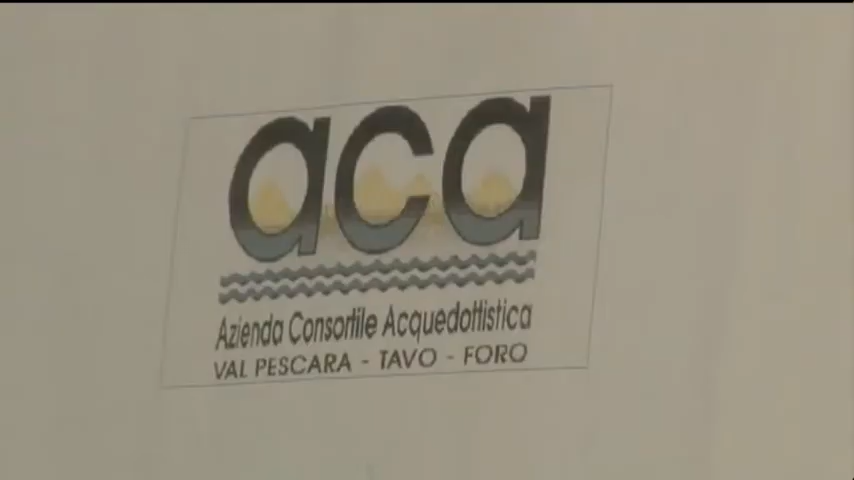 aca
Azienda Consortile Acquedottistica
VAL PESCARA - TAVO - FORO